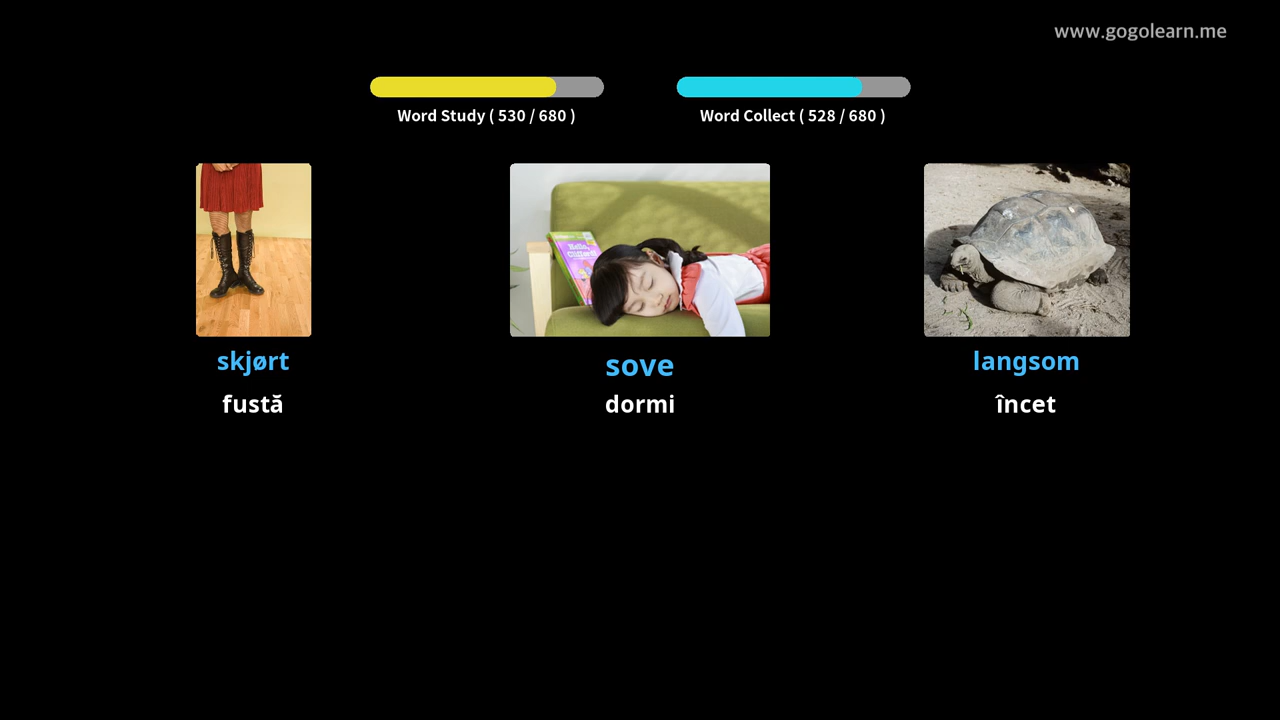 www.gogolearn.me
Word Study ( 530 / 680 )
Word Collect ( 528 / 680 )
skjørt
fustă
sove
dormi
langsom
încet